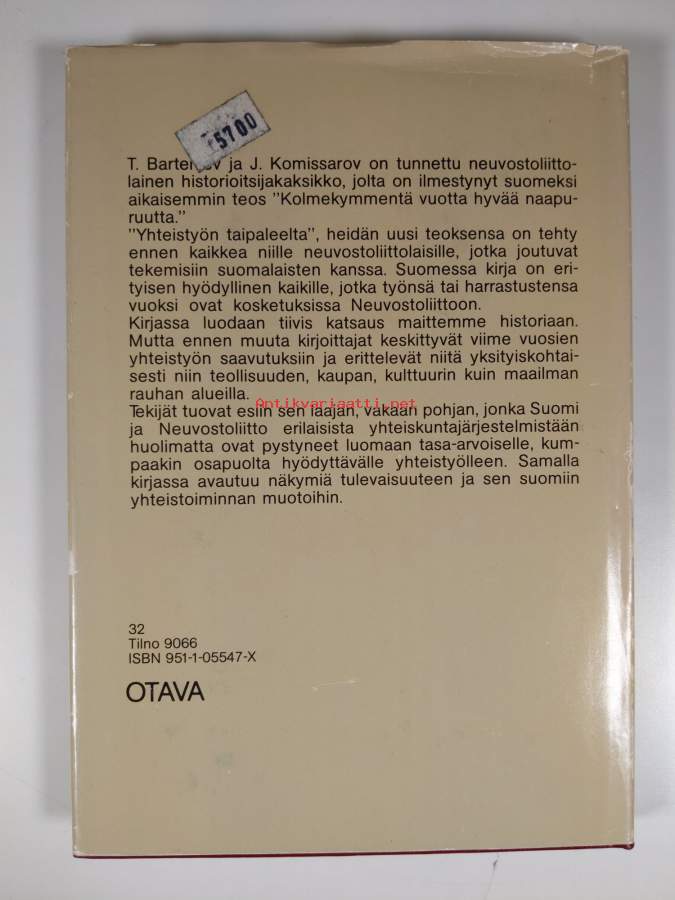 5700
T. Bartenjev ja J. Komissarov on tunnettu neuvostoliitto-
lainen historioitsijakaksikko, jolta on ilmestynyt suomeksi
aikaisemmin teos "Kolmekymmentä vuotta hyvää naapu-
ruutta."
"Yhteistyön taipaleelta", heidän uusi teoksensa on tehty
ennen kaikkea niille neuvostoliittolaisille, jotka joutuvat
tekemisiin suomalaisten kanssa. Suomessa kirja on eri-
tyisen hyödyllinen kaikille, jotka työnsä tai harrastustensa
vuoksi ovat kosketuksissa Neuvostoliittoon.
Kirjassa luodaan tiivis katsaus maittemme historiaan.
Mutta ennen muuta kirjoittajat keskittyvät viime vuosien
yhteistyön saavutuksiin ja erittelevät niitä yksityiskohtai-
sesti niin teollisuuden, kaupan, kulttuurin kuin maailman
rauhan alueilla.
Antikvariaatti.net
Tekijät tuovat esiin sen laajan, vakaan pohjan, jonka Suomi
ja Neuvostoliitto erilaisista yhteiskuntajärjestelmistään
huolimatta ovat pystyneet luomaan tasa-arvoiselle, kum-
paakin osapuolta hyödyttävälle yhteistyölleen. Samalla
kirjassa avautuu näkymiä tulevaisuuteen ja sen suomiin
yhteistoiminnan muotoihin.
32
Tilno 9066
ISBN 951-1-05547-X
OTAVA